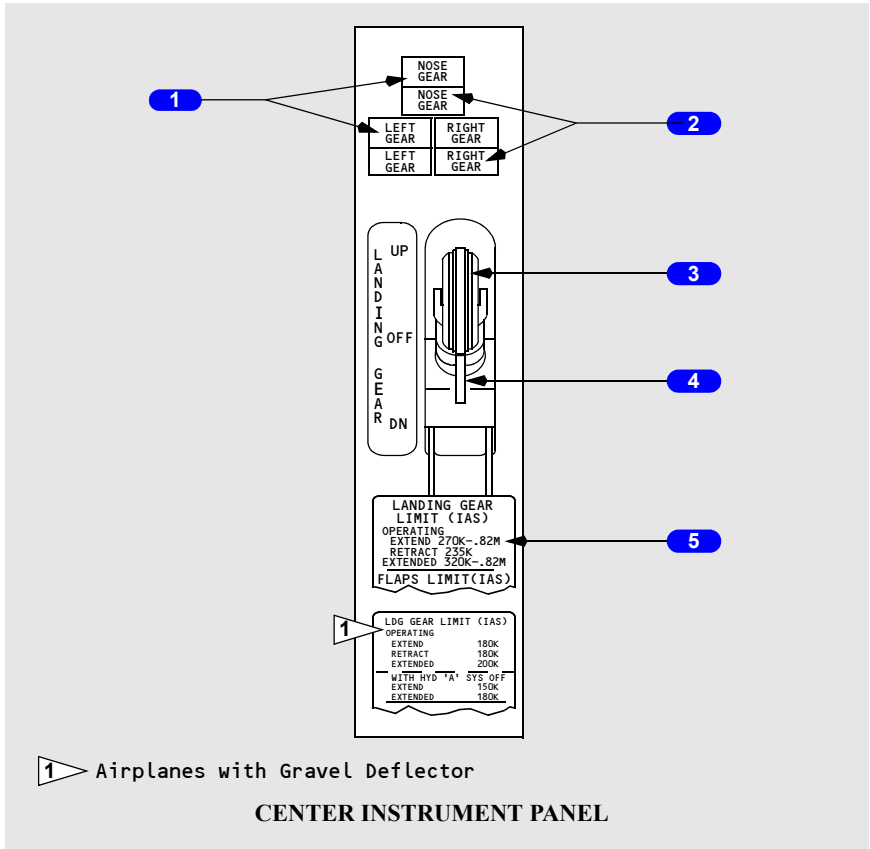 NOSE
GEAR
NOSE
GEAR
1
2
LEFT
GEAR
RIGHT
GEAR
LEFT
GEAR
RIGHT
GEAR
LANDING GEAR
UP
OFF
DN
3
4
LANDING GEAR
LIMIT (IAS)
OPERATING
EXTEND 270K-.82M
RETRACT 235K
EXTENDED 320K-.82M
FLAPS LIMIT(IAS)
5
1
LDG GEAR LIMIT (IAS)
OPERATING
EXTEND 180K
RETRACT 180K
EXTENDED 200K
WITH HYD 'A' SYS OFF
EXTEND 150K
EXTENDED 180K
1 Airplanes with Gravel Deflector
CENTER INSTRUMENT PANEL